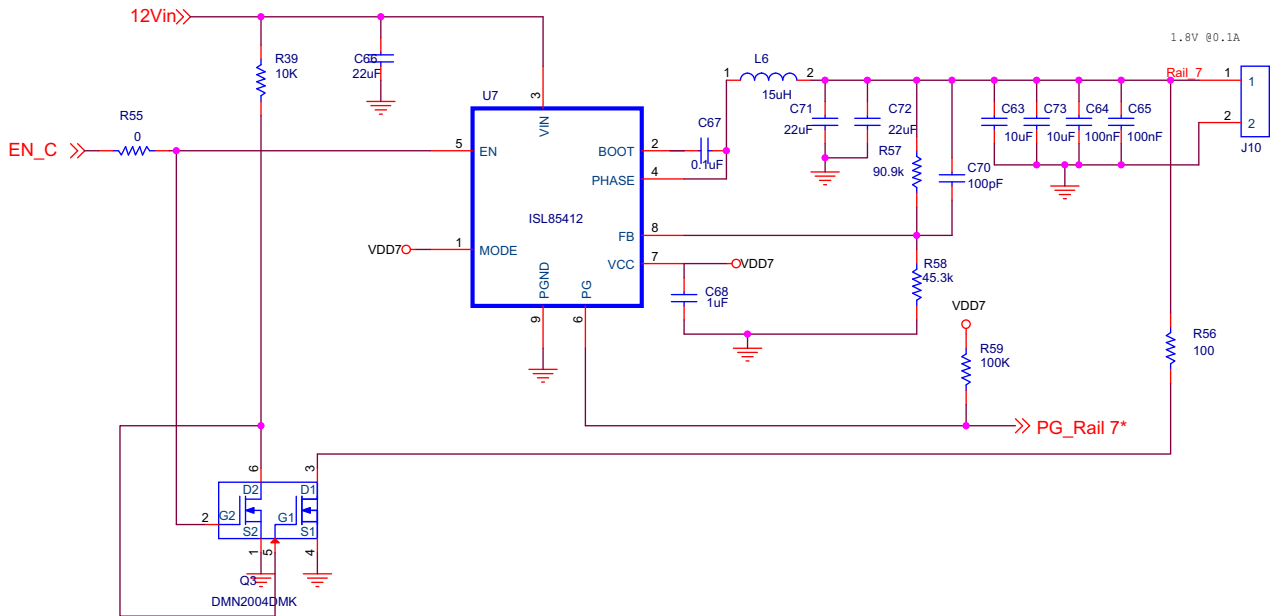 12Vin
1.8V @0.1A
R39
10K
C66
22uF
L6
1
2
15uH
Rail_7
1
1
2
2
J10
U7
3
VIN
C71
22uF
C72
22uF
C63
10uF
C73
10uF
C64
100nF
C65
100nF
R55
0
C67
0.1uF
EN_C
5
EN
BOOT
2
R57
90.9k
C70
100pF
PHASE
4
ISL85412
FB
8
VDD7
1
MODE
VCC
7
VDD7
R58
45.3k
PGND
PG
C68
1uF
9
6
VDD7
R59
100K
R56
100
PG_Rail 7*
6
3
D2
D1
2
G2
G1
S2
S1
1
5
4
Q3
DMN2004DMK